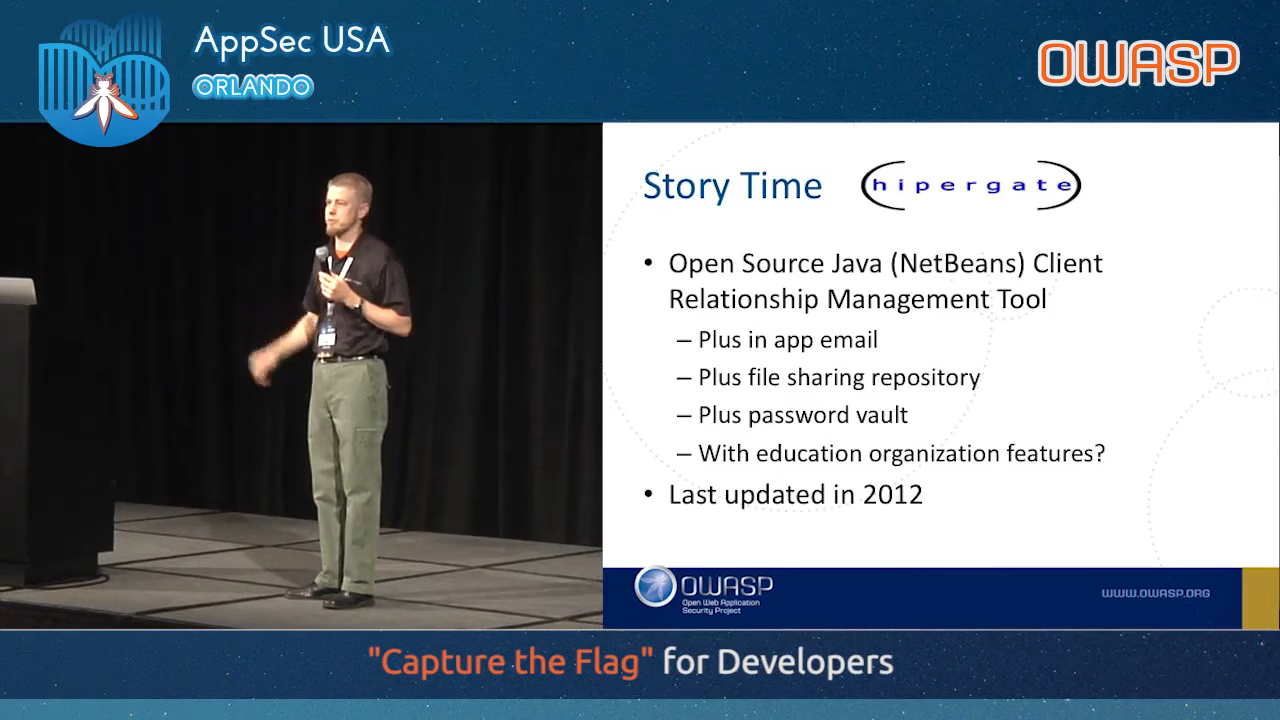 AppSec USA
ORLANDO
OWASP
Story Time
hipergate
• Open Source Java (NetBeans) Client
Relationship Management Tool
– Plus in app email
– Plus file sharing repository
– Plus password vault
– With education organization features?
• Last updated in 2012
OWASP
Open Web Application
Security Project
WWW.OWASP.ORG
"Capture the Flag" for Developers